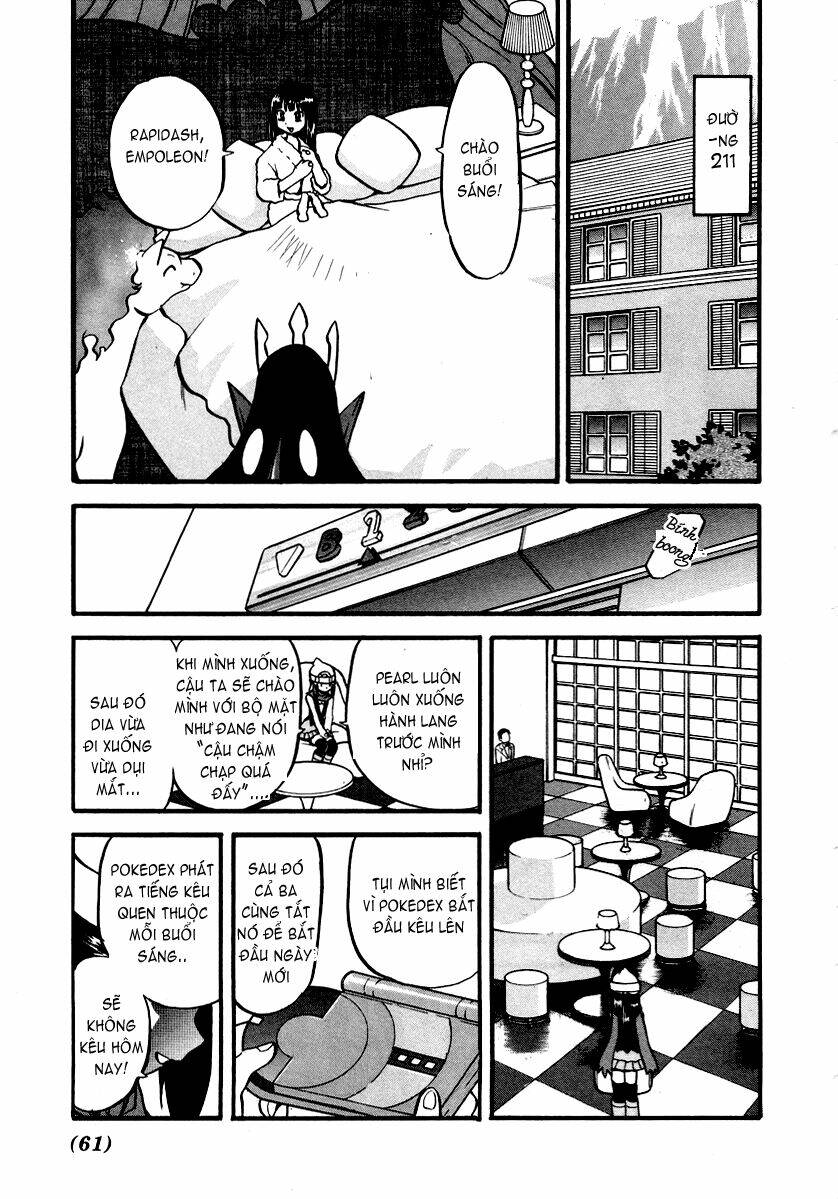 ĐƯỜ
-NG
211
CHÀO
BUỔI
SÁNG!
RAPIDASH,
EMPOLEON!
B 2 1
Bính
boong
PEARL LUÔN
LUÔN XUỐNG
HÀNH LANG
TRƯỚC MÌNH
NHỈ?
KHI MÌNH XUỐNG,
CẬU TA SẼ CHÀO
MÌNH VỚI BỘ MẶT
NHƯ ĐANG NÓI
“CẬU CHẬM
CHẠP QUÁ
ĐẤY”....
SAU ĐÓ
DIA VỪA
ĐI XUỐNG
VỪA DỤI
MẮT...
TỤI MÌNH BIẾT
VÌ POKEDEX BẮT
ĐẦU KÊU LÊN
SAU ĐÓ
CẢ BA
CÙNG TẮT
NÓ ĐỂ BẮT
ĐẦU NGÀY
MỚI
POKEDEX PHÁT
RA TIẾNG KÊU
QUEN THUỘC
MỖI BUỔI
SÁNG..
SẼ
KHÔNG
KÊU HÔM
NAY!
(61)